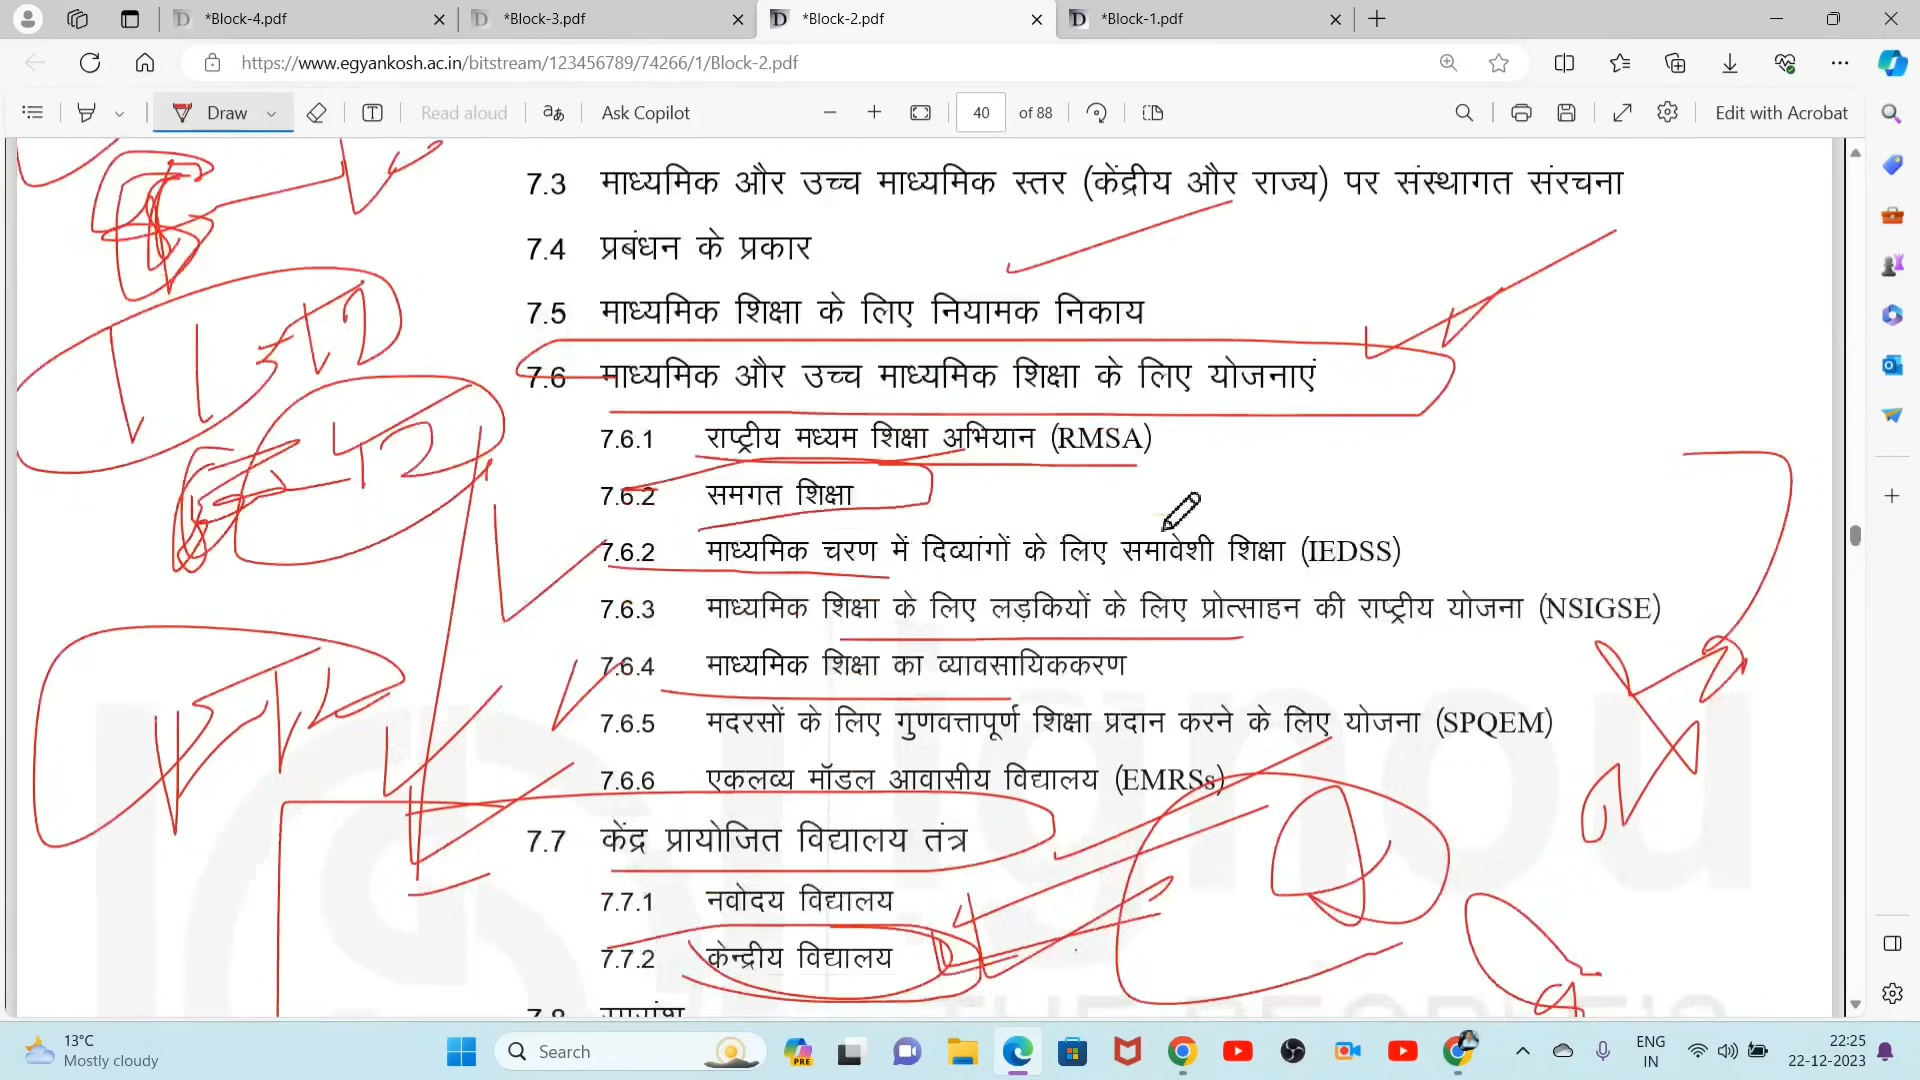 *Block-4.pdf *Block-3.pdf *Block-2.pdf *Block-1.pdf
https://www.egyankosh.ac.in/bitstream/123456789/74266/1/Block-2.pdf
Draw Read aloud Ask Copilot 40 of 88 Edit with Acrobat
7.3 माध्यमिक और उच्च माध्यमिक स्तर (केंद्रीय और राज्य) पर संस्थागत संरचना
7.4 प्रबंधन के प्रकार
7.5 माध्यमिक शिक्षा के लिए नियामक निकाय
7.6 माध्यमिक और उच्च माध्यमिक शिक्षा के लिए योजनाएं
7.6.1 राष्ट्रीय मध्यम शिक्षा अभियान (RMSA)
7.6.2 समगत शिक्षा
7.6.2 माध्यमिक चरण में दिव्यांगों के लिए समावेशी शिक्षा (IEDSS)
7.6.3 माध्यमिक शिक्षा के लिए लड़कियों के लिए प्रोत्साहन की राष्ट्रीय योजना (NSIGSE)
7.6.4 माध्यमिक शिक्षा का व्यावसायिककरण
7.6.5 मदरसों के लिए गुणवत्तापूर्ण शिक्षा प्रदान करने के लिए योजना (SPQEM)
7.6.6 एकलव्य मॉडल आवासीय विद्यालय (EMRSs)
7.7 केंद्र प्रायोजित विद्यालय तंत्र
7.7.1 नवोदय विद्यालय
7.7.2 केन्द्रीय विद्यालय
13°C
Mostly cloudy
Search
PRE
ENG
IN
22:25
22-12-2023